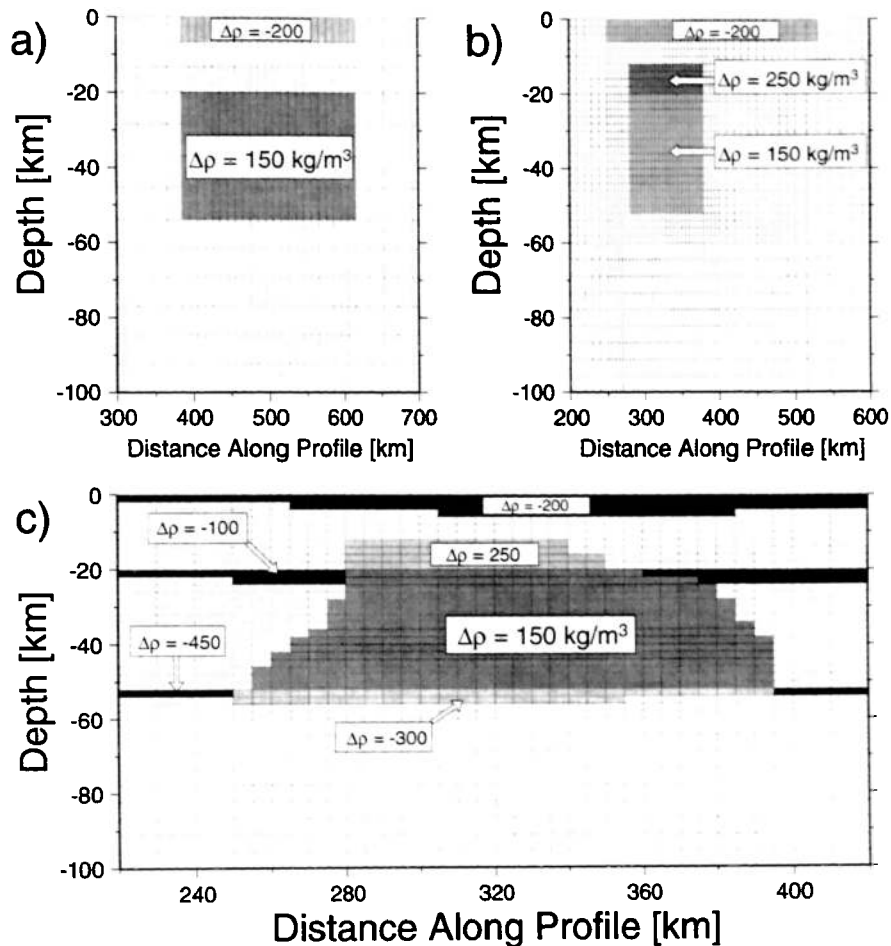 a)
Depth [km]
0
-20
-40
-60
-80
-100
Δρ = -200
Δρ = 150 kg/m³
300
400
500
600
700
Distance Along Profile [km]
b)
Depth [km]
0
-20
-40
-60
-80
-100
Δρ = -200
Δρ = 250 kg/m³
Δρ = 150 kg/m³
200
300
400
500
600
Distance Along Profile [km]
c)
Depth [km]
0
-20
-40
-60
-80
-100
Δρ = -200
Δρ = -100
Δρ = 250
Δρ = 150 kg/m³
Δρ = -450
Δρ = -300
240
280
320
360
400
Distance Along Profile [km]